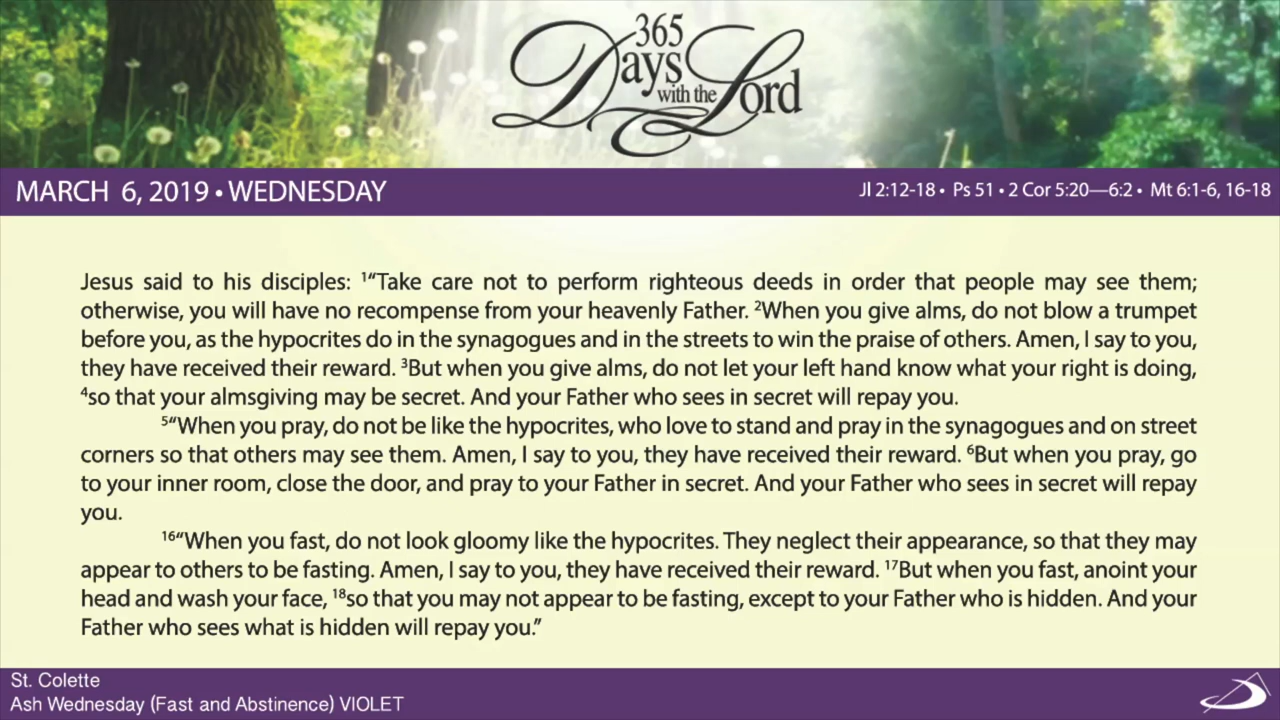 365
Days
with the
Lord
MARCH 6, 2019 • WEDNESDAY
Jl 2:12-18 • Ps 51 • 2 Cor 5:20—6:2 • Mt 6:1-6, 16-18
Jesus said to his disciples: ¹“Take care not to perform righteous deeds in order that people may see them;
otherwise, you will have no recompense from your heavenly Father. ²When you give alms, do not blow a trumpet
before you, as the hypocrites do in the synagogues and in the streets to win the praise of others. Amen, I say to you,
they have received their reward. ³But when you give alms, do not let your left hand know what your right is doing,
⁴so that your almsgiving may be secret. And your Father who sees in secret will repay you.
⁵“When you pray, do not be like the hypocrites, who love to stand and pray in the synagogues and on street
corners so that others may see them. Amen, I say to you, they have received their reward. ⁶But when you pray, go
to your inner room, close the door, and pray to your Father in secret. And your Father who sees in secret will repay
you.
¹⁶“When you fast, do not look gloomy like the hypocrites. They neglect their appearance, so that they may
appear to others to be fasting. Amen, I say to you, they have received their reward. ¹⁷But when you fast, anoint your
head and wash your face, ¹⁸so that you may not appear to be fasting, except to your Father who is hidden. And your
Father who sees what is hidden will repay you.”
St. Colette
Ash Wednesday (Fast and Abstinence) VIOLET